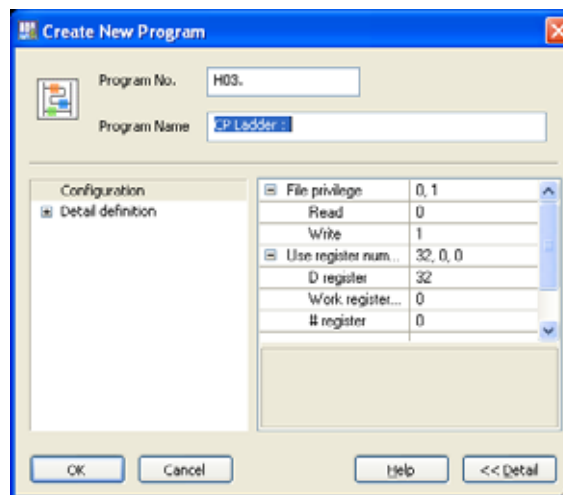 Create New Program
Program No. H03.
Program Name CP Ladder :
Configuration
Detail definition
File privilege 0, 1
Read 0
Write 1
Use register num... 32, 0, 0
D register 32
Work register... 0
# register 0
OK Cancel Help << Detail